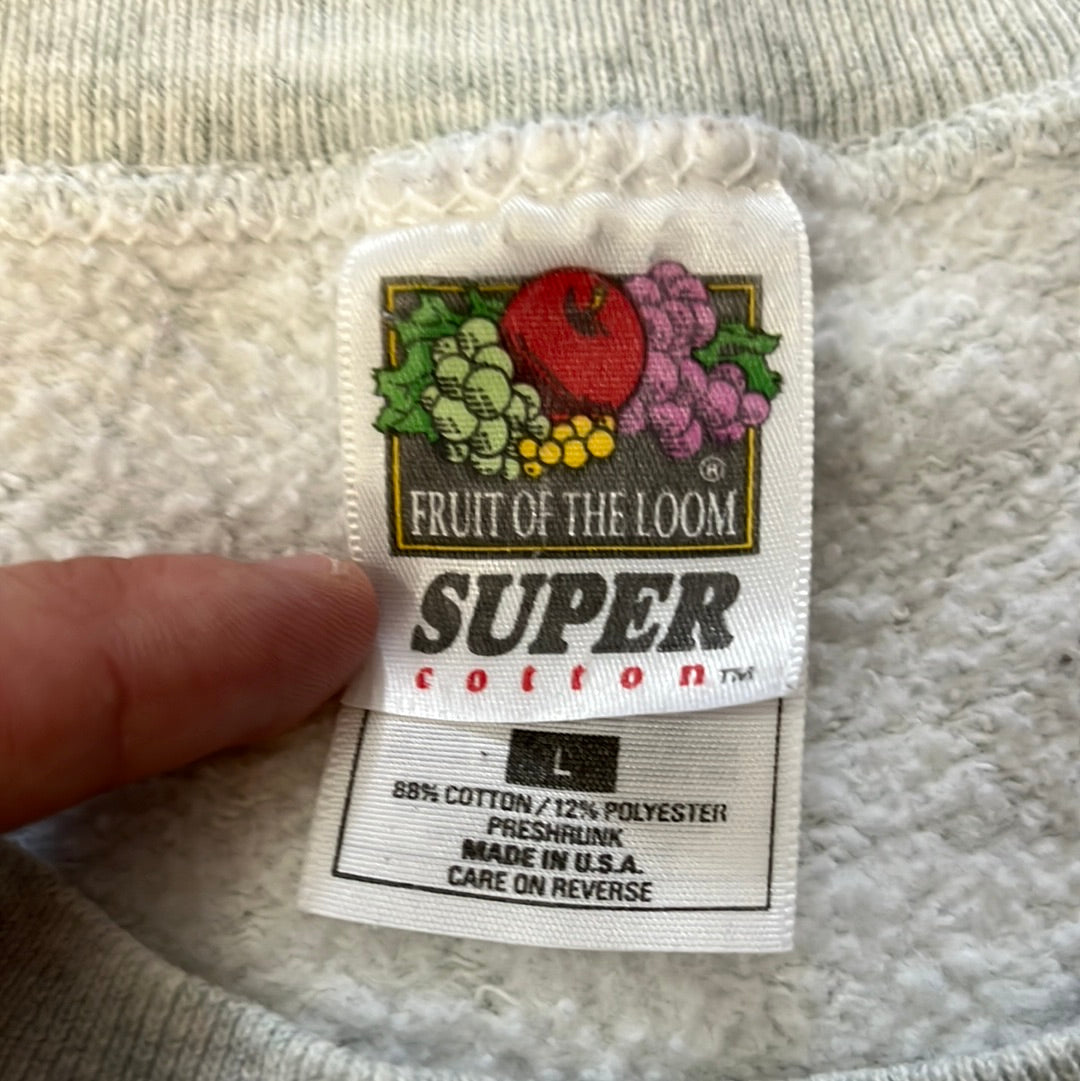 ®
FRUIT OF THE LOOM
SUPER
cotton™
L
88% COTTON/12% POLYESTER
PRESHRUNK
MADE IN U.S.A.
CARE ON REVERSE